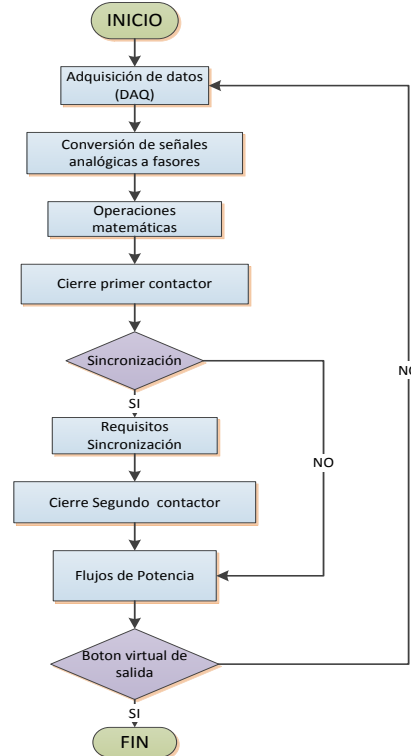 INICIO
Adquisición de datos
(DAQ)
Conversión de señales
analógicas a fasores
Operaciones
matemáticas
Cierre primer contactor
Sincronización
SI
NO
Requisitos
Sincronización
Cierre Segundo contactor
Flujos de Potencia
Boton virtual de
salida
NO
SI
FIN